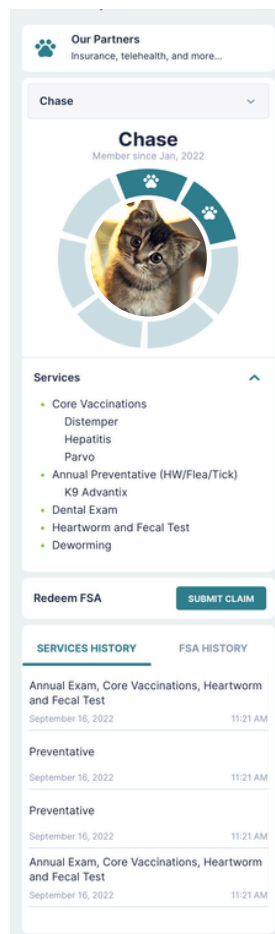 Our Partners
Insurance, telehealth, and more...
Chase
Chase
Member since Jan, 2022
Services
Core Vaccinations
Distemper
Hepatitis
Parvo
Annual Preventative (HW/Flea/Tick)
K9 Advantix
Dental Exam
Heartworm and Fecal Test
Deworming
Redeem FSA
SUBMIT CLAIM
SERVICES HISTORY
FSA HISTORY
Annual Exam, Core Vaccinations, Heartworm
and Fecal Test
September 16, 2022 11:21 AM
Preventative
September 16, 2022 11:21 AM
Preventative
September 16, 2022 11:21 AM
Annual Exam, Core Vaccinations, Heartworm
and Fecal Test
September 16, 2022 11:21 AM